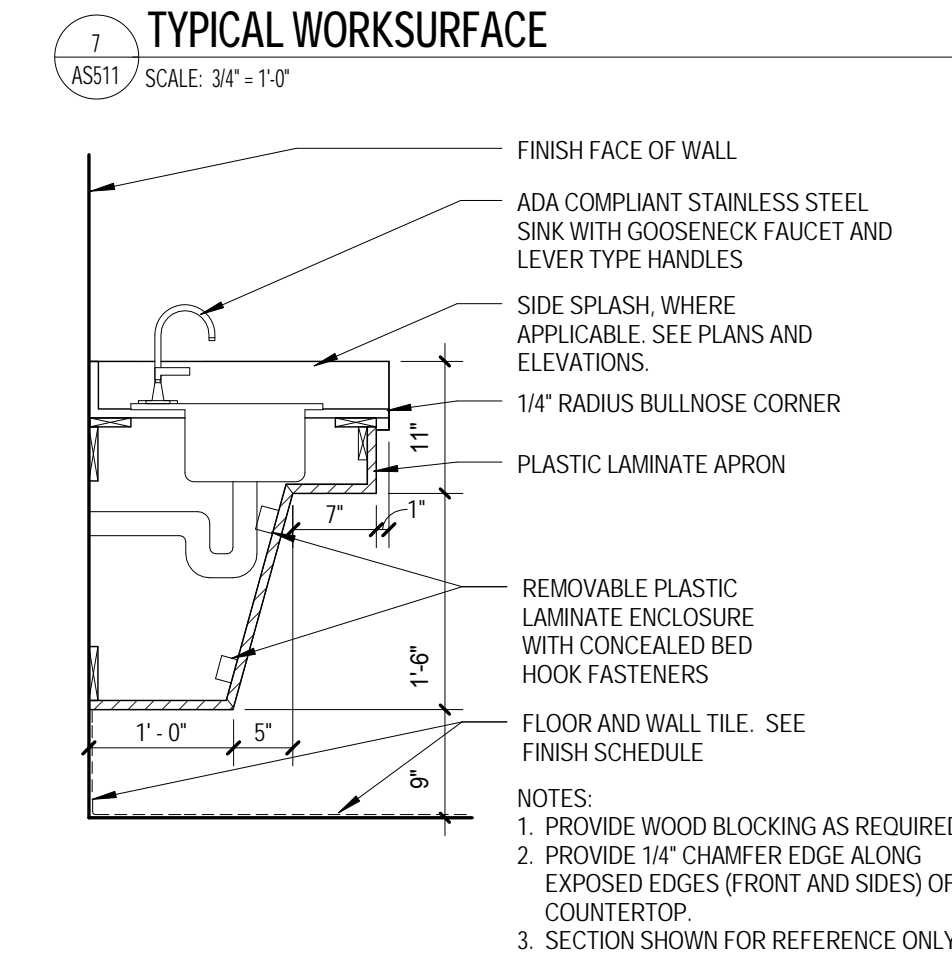 7
AS511
TYPICAL WORKSURFACE
SCALE: 3/4" = 1'-0"
FINISH FACE OF WALL
ADA COMPLIANT STAINLESS STEEL
SINK WITH GOOSENECK FAUCET AND
LEVER TYPE HANDLES
SIDE SPLASH, WHERE
APPLICABLE. SEE PLANS AND
ELEVATIONS.
1/4" RADIUS BULLNOSE CORNER
11"
PLASTIC LAMINATE APRON
7"
1"
REMOVABLE PLASTIC
LAMINATE ENCLOSURE
WITH CONCEALED BED
HOOK FASTENERS
1'-6"
1' - 0"
5"
FLOOR AND WALL TILE. SEE
FINISH SCHEDULE
9"
NOTES:
1. PROVIDE WOOD BLOCKING AS REQUIRED
2. PROVIDE 1/4" CHAMFER EDGE ALONG
EXPOSED EDGES (FRONT AND SIDES) OF
COUNTERTOP.
3. SECTION SHOWN FOR REFERENCE ONLY